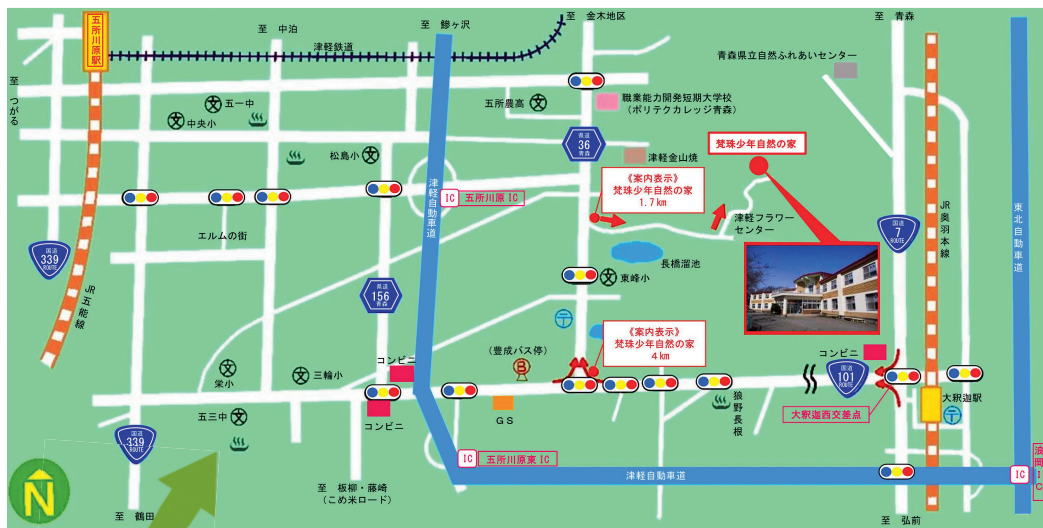 五所川原駅
至 つがる
至 中泊
津軽鉄道
至 鰺ヶ沢
至 金木地区
至 青森
青森県立自然ふれあいセンター
五一中
中央小
五所農高
職業能力開発短期大学校
(ポリテクカレッジ青森)
松島小
県道
36
青森
津軽金山焼
梵珠少年自然の家
《案内表示》
梵珠少年自然の家
1.7km
津軽自動車道
IC
五所川原IC
エルムの街
国道
339
ROUTE
JR五能線
県道
156
青森
津軽フラワー
センター
長橋溜池
東峰小
国道
7
ROUTE
JR奥羽本線
東北自動車道
《案内表示》
梵珠少年自然の家
4km
(豊成バス停)
B
コンビニ
コンビニ
栄小
三輪小
五三中
コンビニ
GS
狼野長根
国道
101
ROUTE
大釈迦駅
大釈迦西交差点
国道
339
ROUTE
IC
五所川原東IC
津軽自動車道
IC
浪岡IC
至 板柳・藤崎
(こめ米ロード)
至 鶴田
至 弘前
N